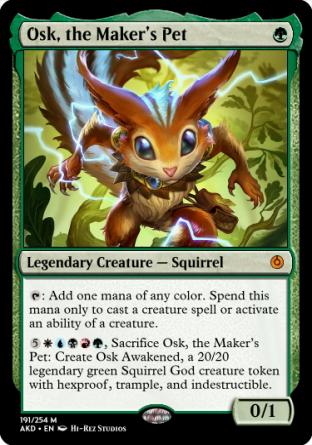 Osk, the Maker's Pet
Legendary Creature — Squirrel
: Add one mana of any color. Spend this
mana only to cast a creature spell or activate
an ability of a creature.
5, Sacrifice Osk, the Maker's
Pet: Create Osk Awakened, a 20/20
legendary green Squirrel God creature token
with hexproof, trample, and indestructible.
191/254 M
AKD • EN Hi-Rez Studios
0/1